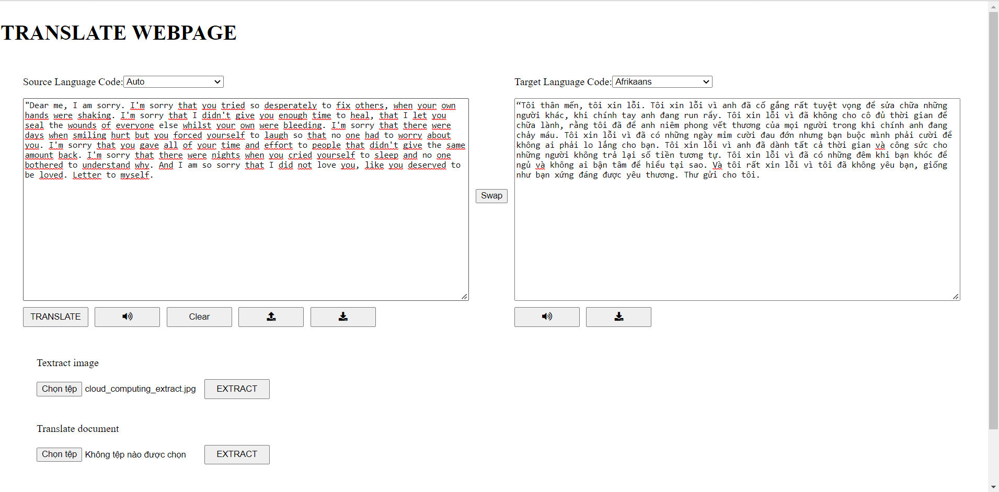 TRANSLATE WEBPAGE
Source Language Code: Auto
Target Language Code: Afrikaans
"Dear me, I am sorry. I'm sorry that you tried so desperately to fix others, when your own
hands were shaking. I'm sorry that I didn't give you enough time to heal, that I let you
seal the wounds of everyone else whilst your own were bleeding. I'm sorry that there were
days when smiling hurt but you forced yourself to laugh so that no one had to worry about
you. I'm sorry that you gave all of your time and effort to people that didn't give the same
amount back. I'm sorry that there were nights when you cried yourself to sleep and no one
bothered to understand why. And I am so sorry that I did not love you, like you deserved to
be loved. Letter to myself.
Swap
“Tôi thân mến, tôi xin lỗi. Tôi xin lỗi vì anh đã cố gắng rất tuyệt vọng để sửa chữa những
người khác, khi chính tay anh đang run rẩy. Tôi xin lỗi vì đã không cho cô đủ thời gian để
chữa lành, rằng tôi đã để anh niêm phong vết thương của mọi người trong khi chính anh đang
chảy máu. Tôi xin lỗi vì đã có những ngày mỉm cười đau đớn nhưng bạn buộc mình phải cười để
không ai phải lo lắng cho bạn. Tôi xin lỗi vì anh đã dành tất cả thời gian và công sức cho
những người không trả lại số tiền tương tự. Tôi xin lỗi vì đã có những đêm khi bạn khóc để
ngủ và không ai bận tâm để hiểu tại sao. Và tôi rất xin lỗi vì tôi đã không yêu bạn, giống
như bạn xứng đáng được yêu thương. Thư gửi cho tôi.
TRANSLATE
Clear
Textract image
Chọn tệp cloud_computing_extract.jpg EXTRACT
Translate document
Chọn tệp Không tệp nào được chọn EXTRACT